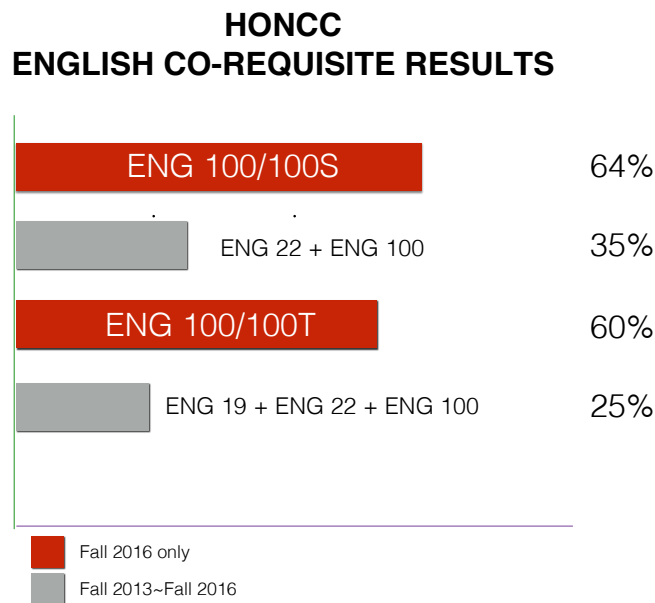 HONCC
ENGLISH CO-REQUISITE RESULTS
ENG 100/100S 64%
ENG 22 + ENG 100 35%
ENG 100/100T 60%
ENG 19 + ENG 22 + ENG 100 25%
Fall 2016 only
Fall 2013~Fall 2016